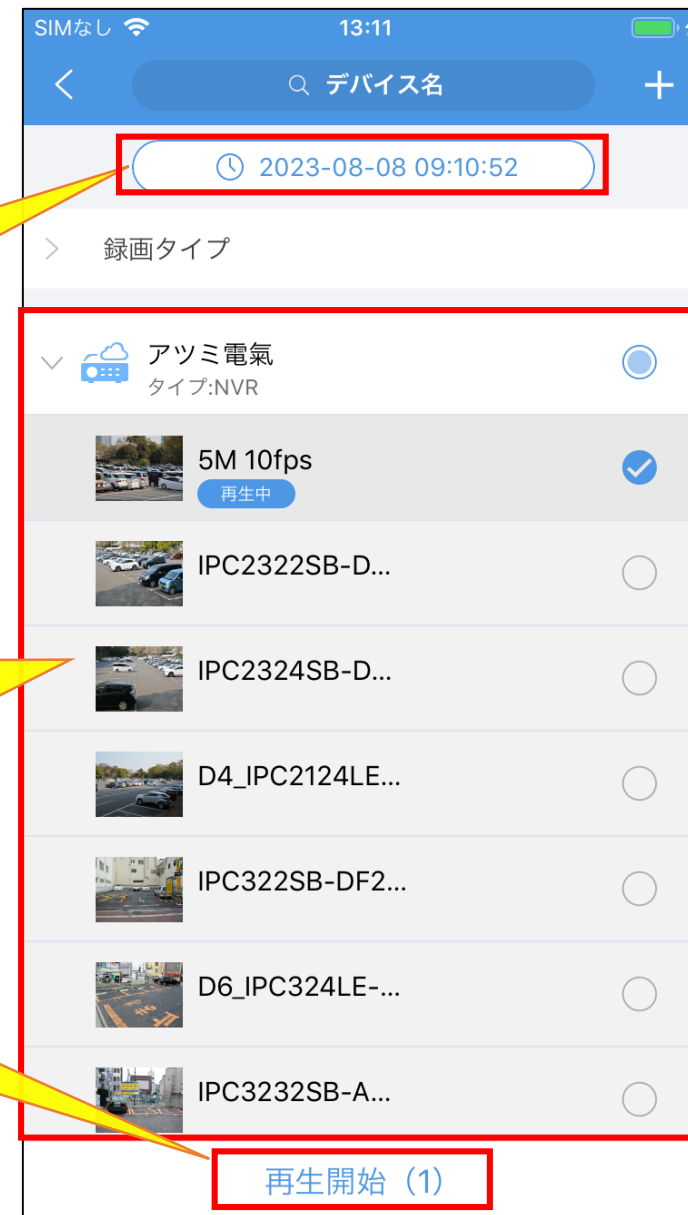 SIMなし 13:11
デバイス名
2023-08-08 09:10:52
録画タイプ
アツミ電氣
タイプ:NVR
5M 10fps
再生中
IPC2322SB-D...
IPC2324SB-D...
D4_IPC2124LE...
IPC322SB-DF2...
D6_IPC324LE-...
IPC3232SB-A...
再生開始（1）